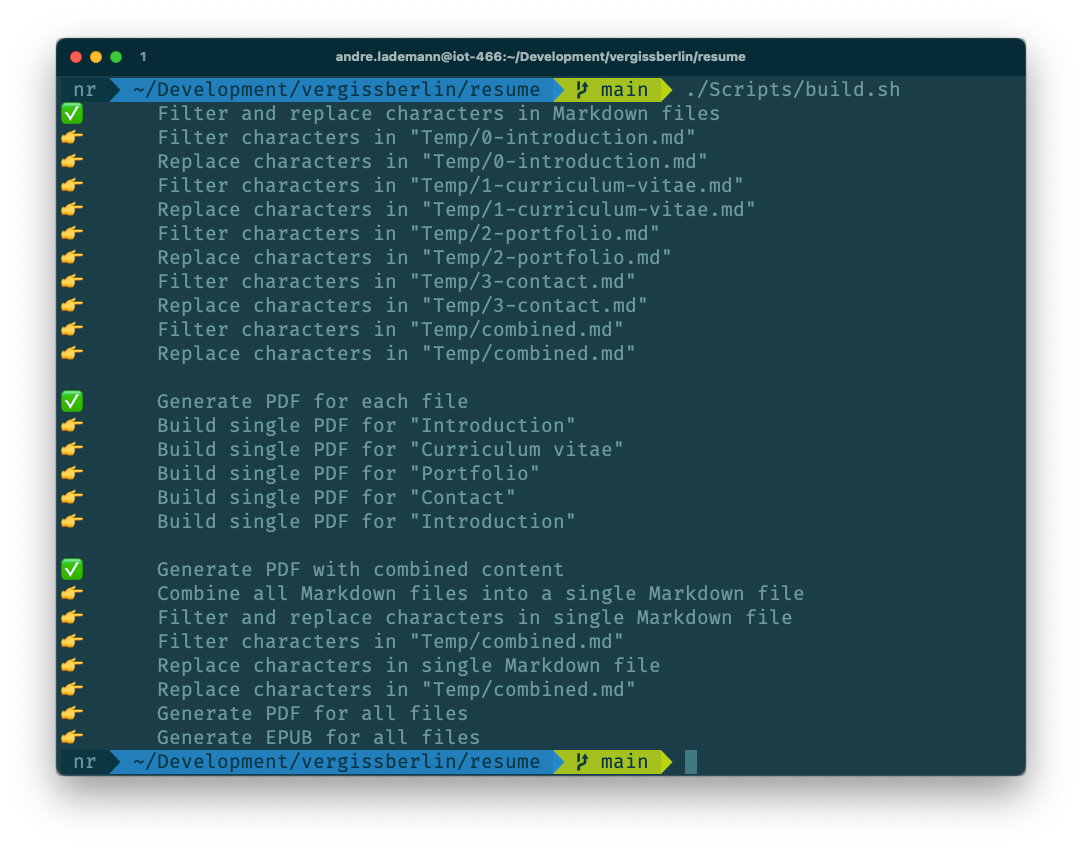 1 andre.lademann@iot-466:~/Development/vergissberlin/resume
nr ~/Development/vergissberlin/resume main ./Scripts/build.sh
✅ Filter and replace characters in Markdown files
👉 Filter characters in "Temp/0-introduction.md"
👉 Replace characters in "Temp/0-introduction.md"
👉 Filter characters in "Temp/1-curriculum-vitae.md"
👉 Replace characters in "Temp/1-curriculum-vitae.md"
👉 Filter characters in "Temp/2-portfolio.md"
👉 Replace characters in "Temp/2-portfolio.md"
👉 Filter characters in "Temp/3-contact.md"
👉 Replace characters in "Temp/3-contact.md"
👉 Filter characters in "Temp/combined.md"
👉 Replace characters in "Temp/combined.md"
✅ Generate PDF for each file
👉 Build single PDF for "Introduction"
👉 Build single PDF for "Curriculum vitae"
👉 Build single PDF for "Portfolio"
👉 Build single PDF for "Contact"
👉 Build single PDF for "Introduction"
✅ Generate PDF with combined content
👉 Combine all Markdown files into a single Markdown file
👉 Filter and replace characters in single Markdown file
👉 Filter characters in "Temp/combined.md"
👉 Replace characters in single Markdown file
👉 Replace characters in "Temp/combined.md"
👉 Generate PDF for all files
👉 Generate EPUB for all files
nr ~/Development/vergissberlin/resume main